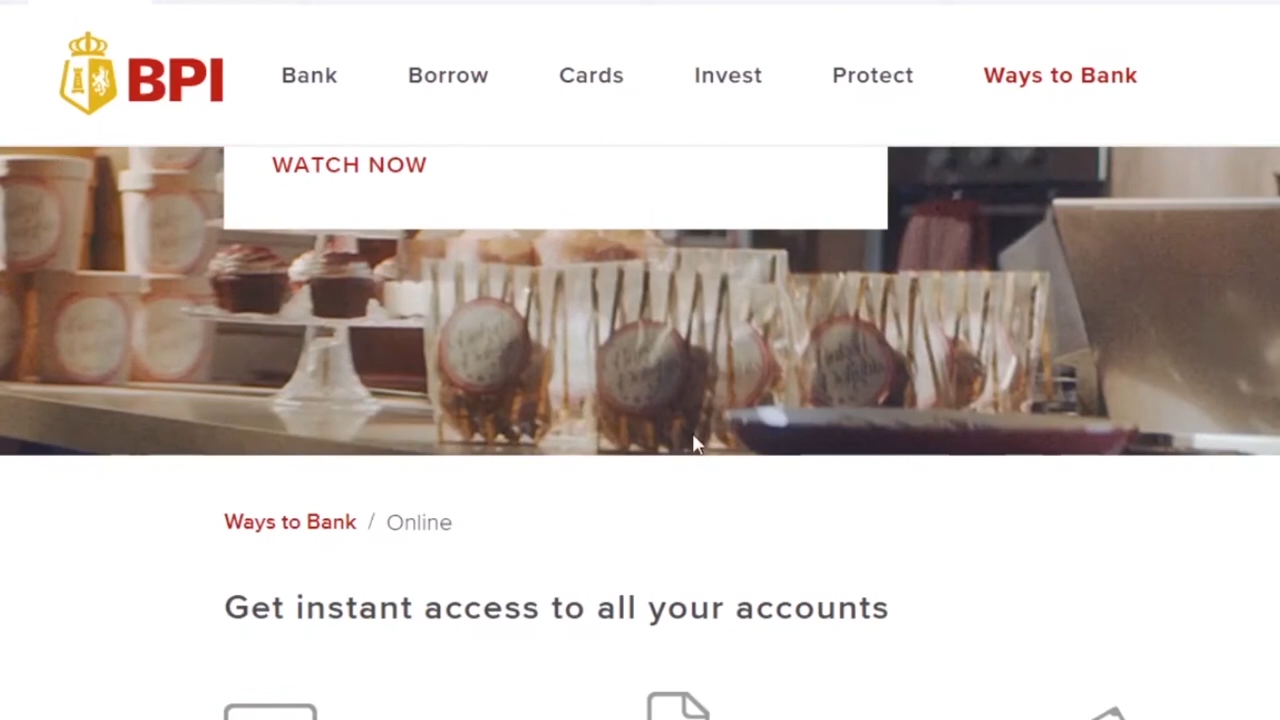 BPI
Bank
Borrow
Cards
Invest
Protect
Ways to Bank
WATCH NOW
Ways to Bank / Online
Get instant access to all your accounts